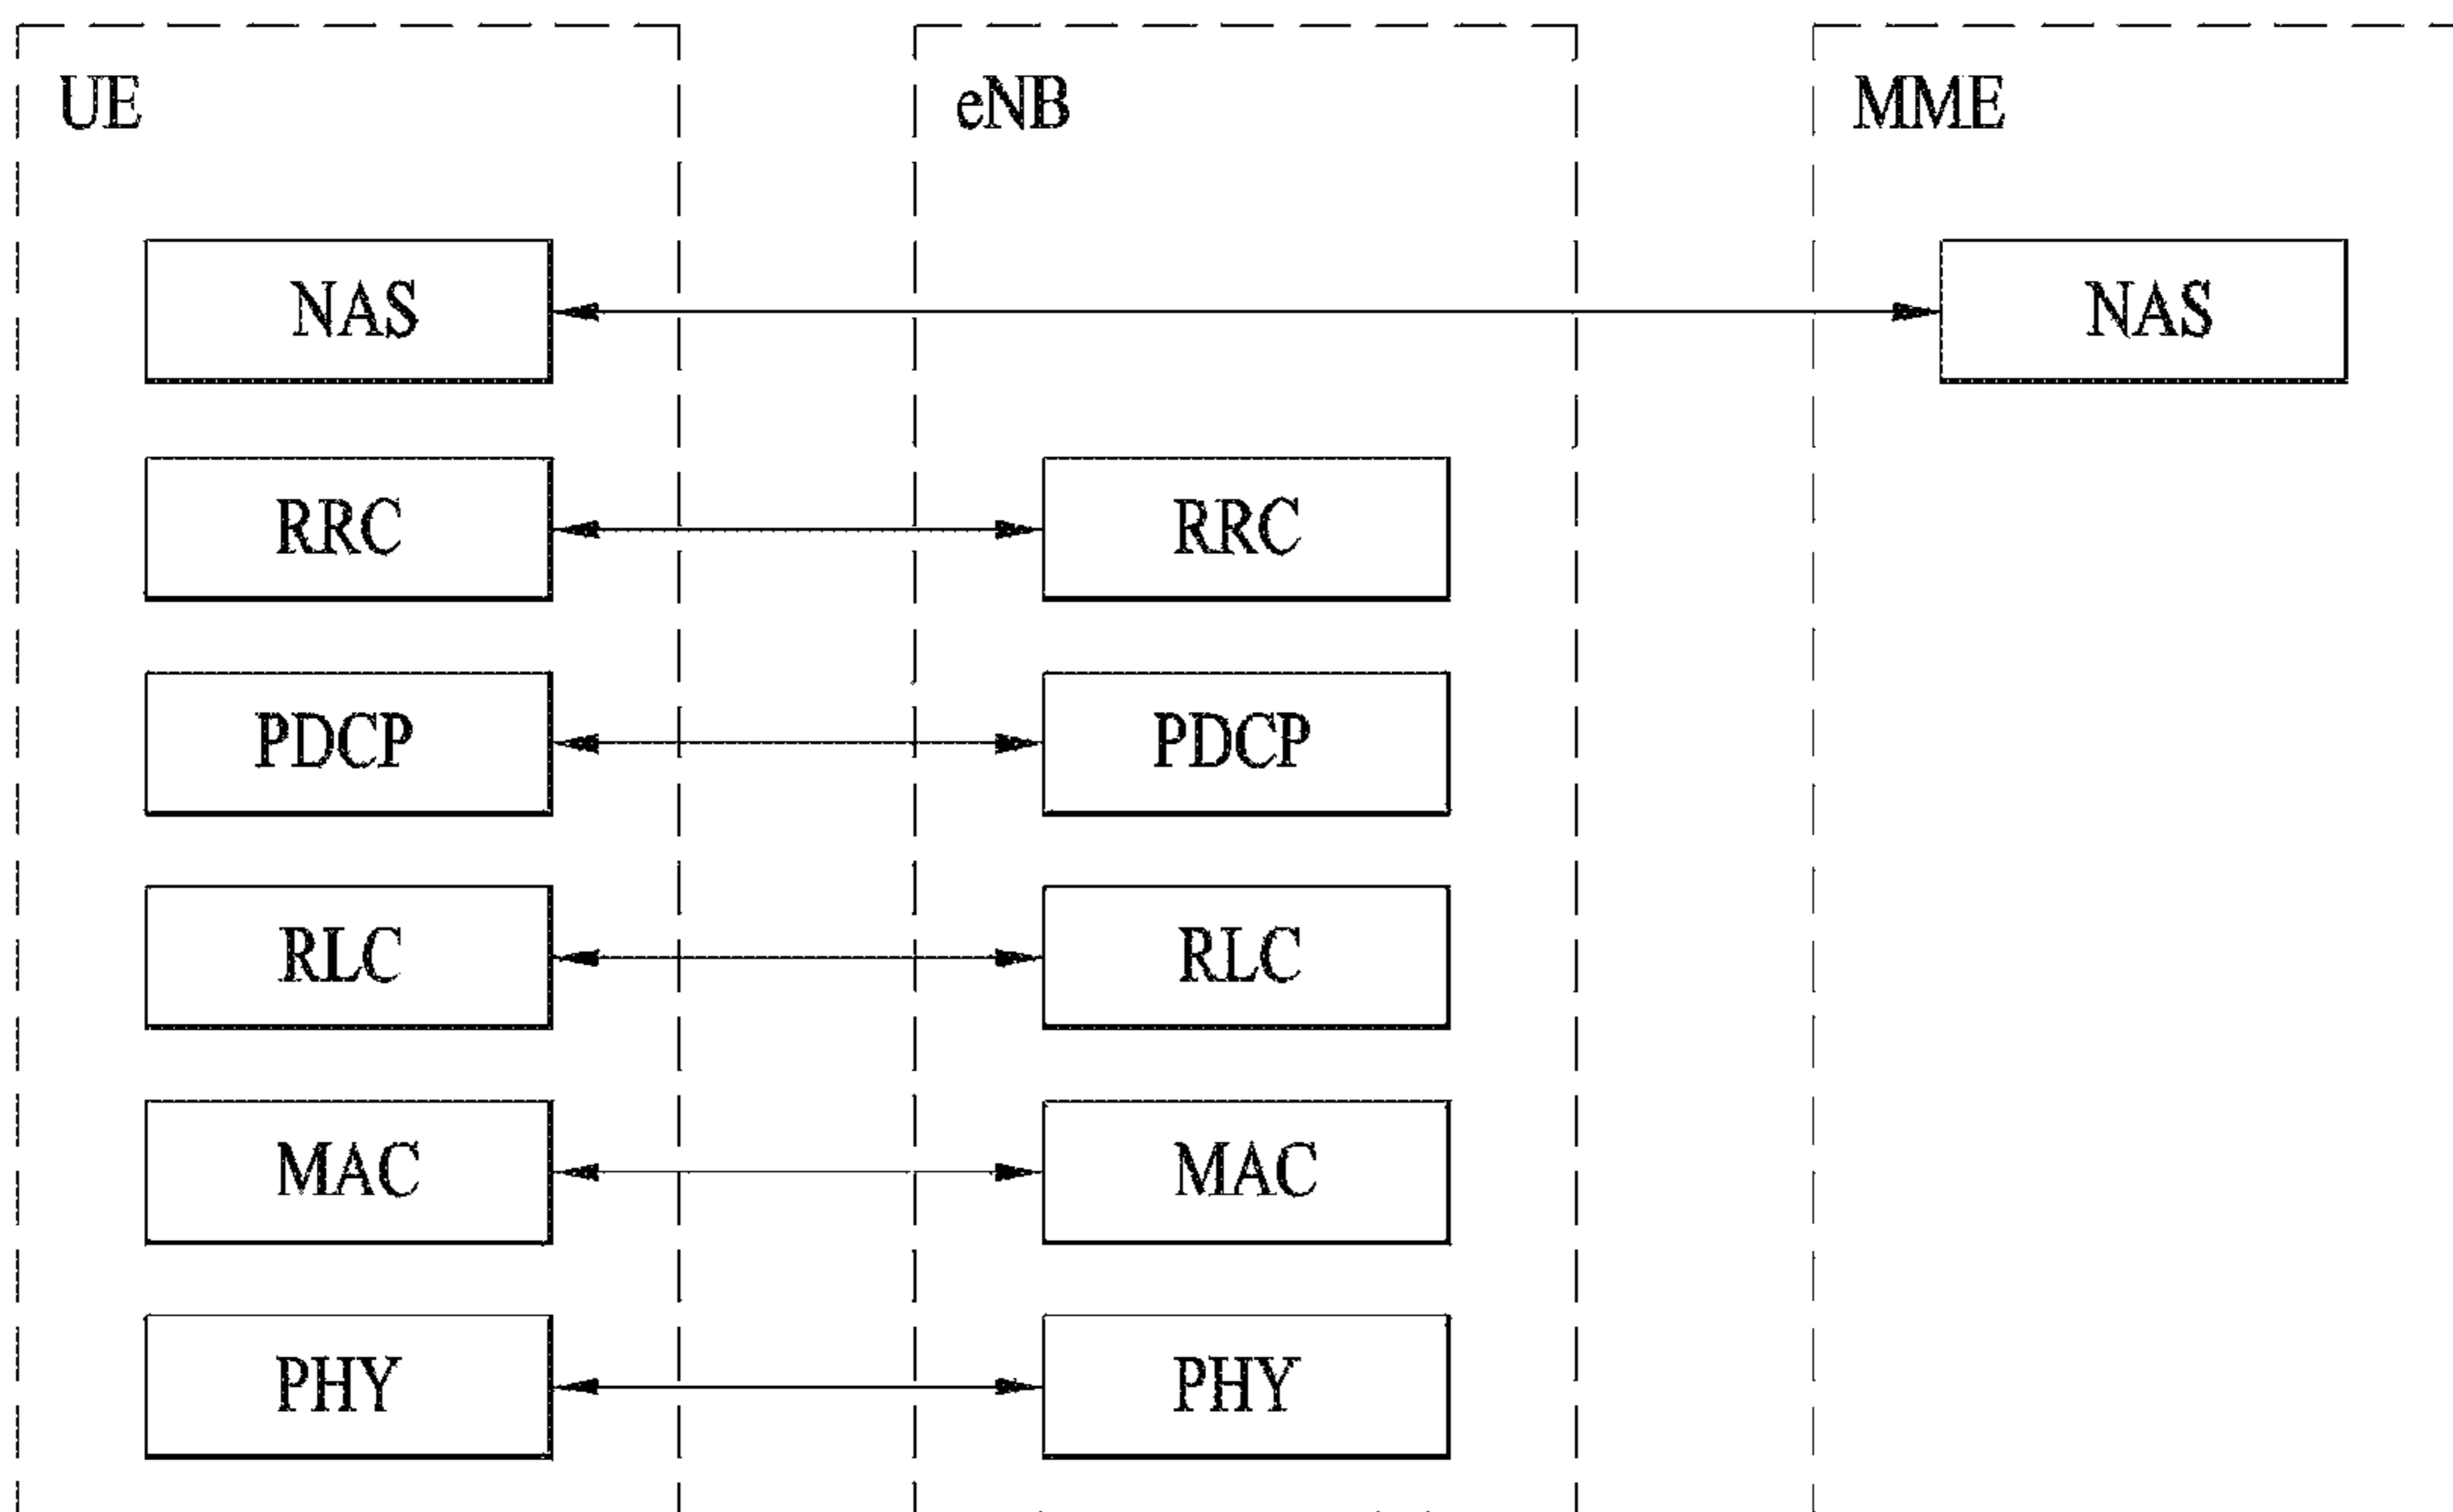 UE eNB MME
NAS NAS
RRC RRC
PDCP PDCP
RLC RLC
MAC MAC
PHY PHY